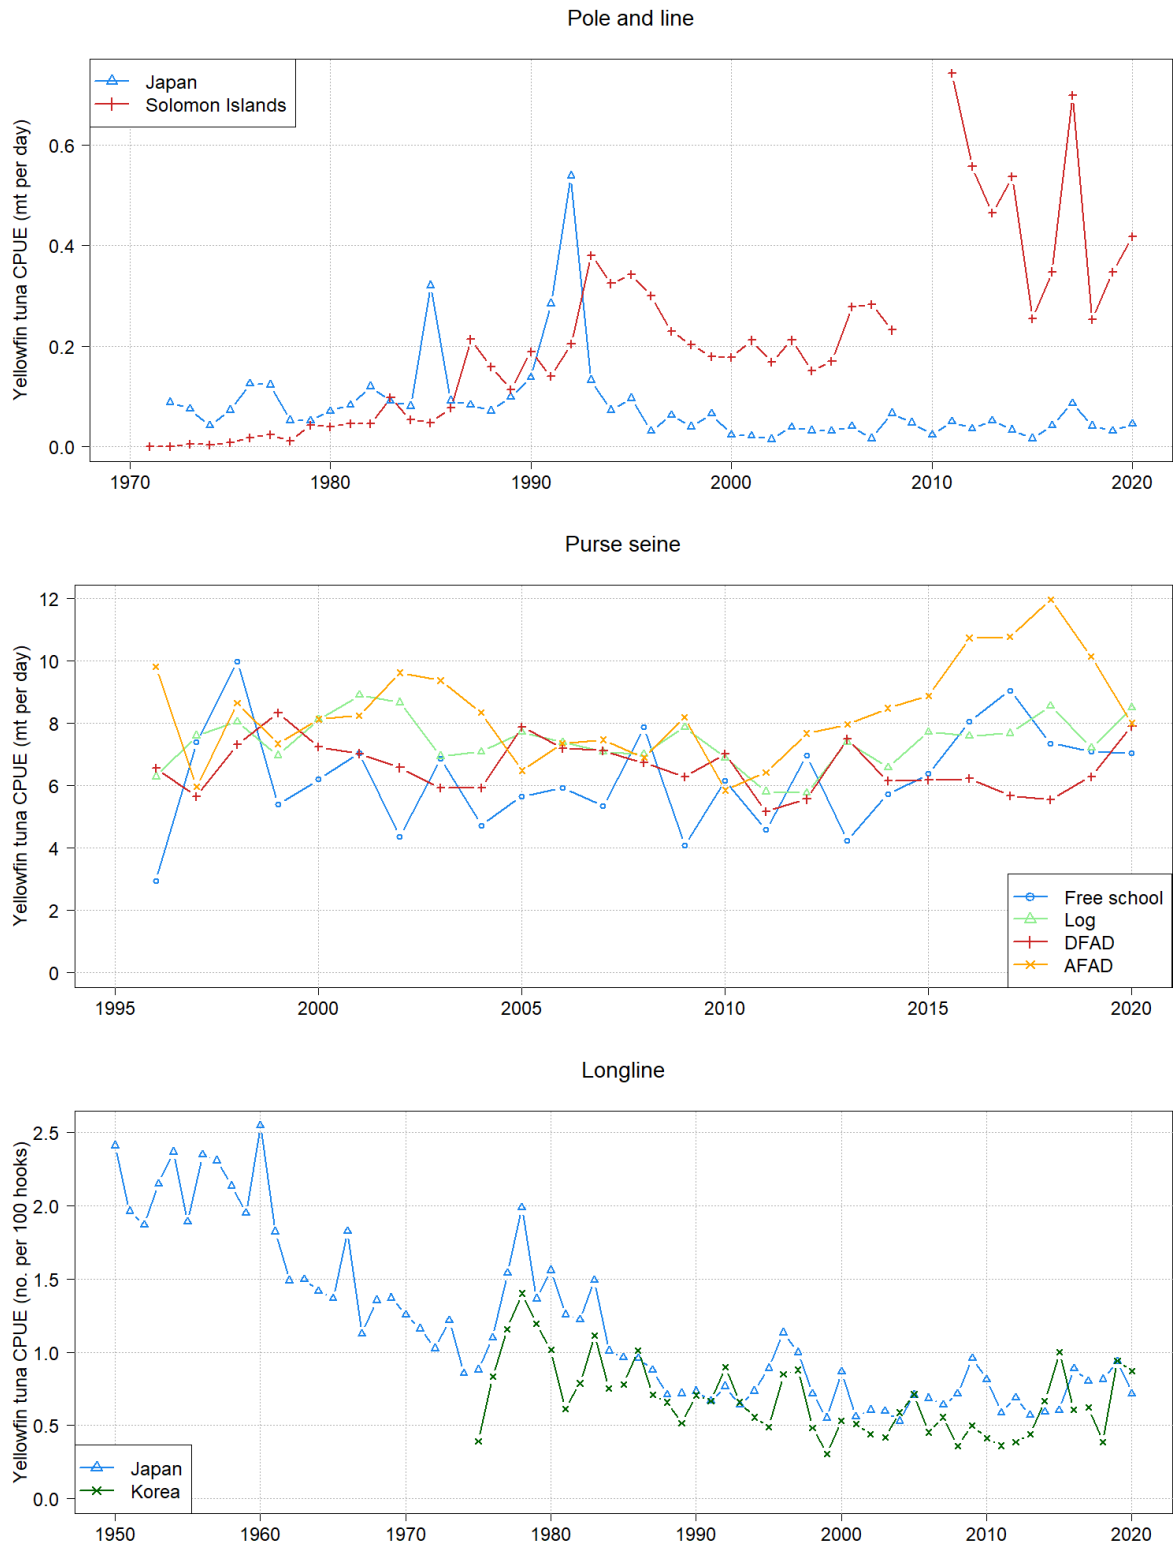 Pole and line
Yellowfin tuna CPUE (mt per day)
Japan
Solomon Islands
0.6
0.4
0.2
0.0
1970 1980 1990 2000 2010 2020
Purse seine
Yellowfin tuna CPUE (mt per day)
12
10
8
6
4
2
0
Free school
Log
DFAD
AFAD
1995 2000 2005 2010 2015 2020
Longline
Yellowfin tuna CPUE (no. per 100 hooks)
2.5
2.0
1.5
1.0
0.5
0.0
Japan
Korea
1950 1960 1970 1980 1990 2000 2010 2020